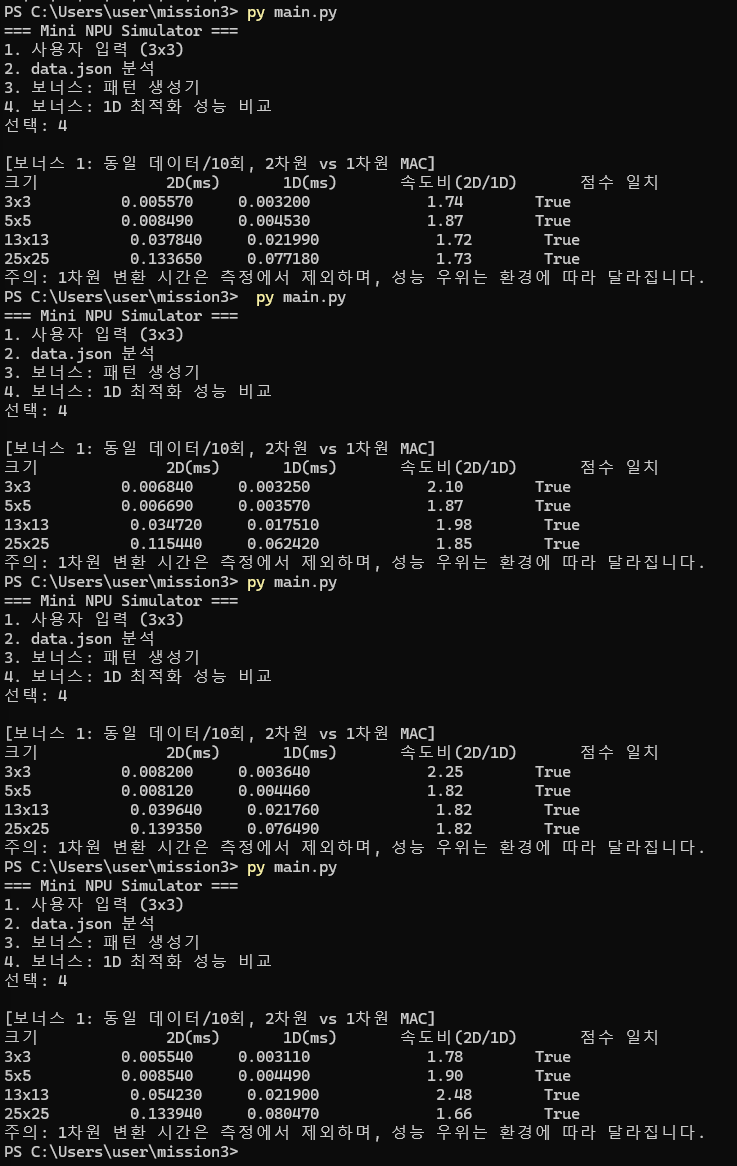 PS C:\Users\user\mission3> py main.py
=== Mini NPU Simulator ===
1. 사용자 입력 (3x3)
2. data.json 분석
3. 보너스: 패턴 생성기
4. 보너스: 1D 최적화 성능 비교
선택: 4
[보너스 1: 동일 데이터/10회, 2차원 vs 1차원 MAC]
크기 2D(ms) 1D(ms) 속도비(2D/1D) 점수 일치
3x3 0.005570 0.003200 1.74 True
5x5 0.008490 0.004530 1.87 True
13x13 0.037840 0.021990 1.72 True
25x25 0.133650 0.077180 1.73 True
주의: 1차원 변환 시간은 측정에서 제외하며, 성능 우위는 환경에 따라 달라집니다.
PS C:\Users\user\mission3>  py main.py
=== Mini NPU Simulator ===
1. 사용자 입력 (3x3)
2. data.json 분석
3. 보너스: 패턴 생성기
4. 보너스: 1D 최적화 성능 비교
선택: 4
[보너스 1: 동일 데이터/10회, 2차원 vs 1차원 MAC]
크기 2D(ms) 1D(ms) 속도비(2D/1D) 점수 일치
3x3 0.006840 0.003250 2.10 True
5x5 0.006690 0.003570 1.87 True
13x13 0.034720 0.017510 1.98 True
25x25 0.115440 0.062420 1.85 True
주의: 1차원 변환 시간은 측정에서 제외하며, 성능 우위는 환경에 따라 달라집니다.
PS C:\Users\user\mission3> py main.py
=== Mini NPU Simulator ===
1. 사용자 입력 (3x3)
2. data.json 분석
3. 보너스: 패턴 생성기
4. 보너스: 1D 최적화 성능 비교
선택: 4
[보너스 1: 동일 데이터/10회, 2차원 vs 1차원 MAC]
크기 2D(ms) 1D(ms) 속도비(2D/1D) 점수 일치
3x3 0.008200 0.003640 2.25 True
5x5 0.008120 0.004460 1.82 True
13x13 0.039640 0.021760 1.82 True
25x25 0.139350 0.076490 1.82 True
주의: 1차원 변환 시간은 측정에서 제외하며, 성능 우위는 환경에 따라 달라집니다.
PS C:\Users\user\mission3> py main.py
=== Mini NPU Simulator ===
1. 사용자 입력 (3x3)
2. data.json 분석
3. 보너스: 패턴 생성기
4. 보너스: 1D 최적화 성능 비교
선택: 4
[보너스 1: 동일 데이터/10회, 2차원 vs 1차원 MAC]
크기 2D(ms) 1D(ms) 속도비(2D/1D) 점수 일치
3x3 0.005540 0.003110 1.78 True
5x5 0.008540 0.004490 1.90 True
13x13 0.054230 0.021900 2.48 True
25x25 0.133940 0.080470 1.66 True
주의: 1차원 변환 시간은 측정에서 제외하며, 성능 우위는 환경에 따라 달라집니다.
PS C:\Users\user\mission3>